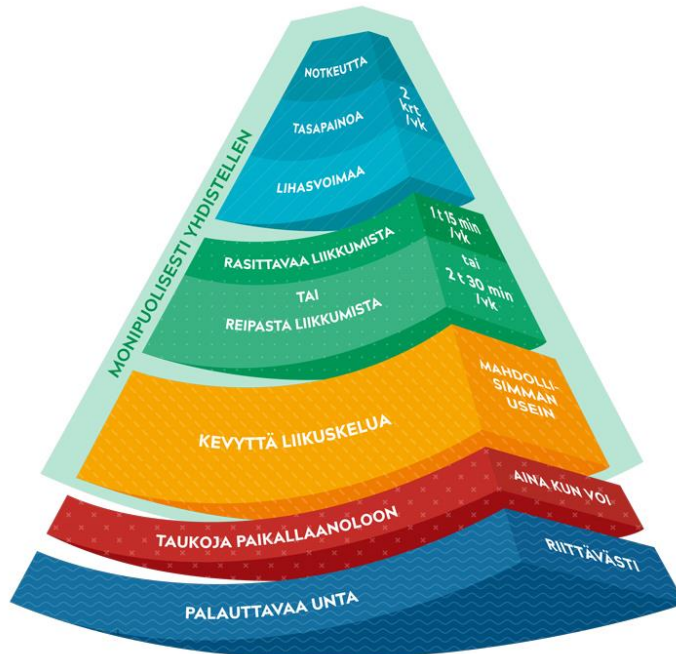 MONIPUOLISESTI YHDISTELLEN
NOTKEUTTA
TASAPAINOA
LIHASVOIMAA
2
krt
/vk
RASITTAVAA LIIKKUMISTA
1 t 15 min
/vk
TAI
tai
REIPASTA LIIKKUMISTA
2 t 30 min
/vk
KEVYTTÄ LIIKUSKELUA
MAHDOLLI-
SIMMAN
USEIN
TAUKOJA PAIKALLAANOLOON
AINA KUN VOI
PALAUTTAVAA UNTA
RIITTÄVÄSTI